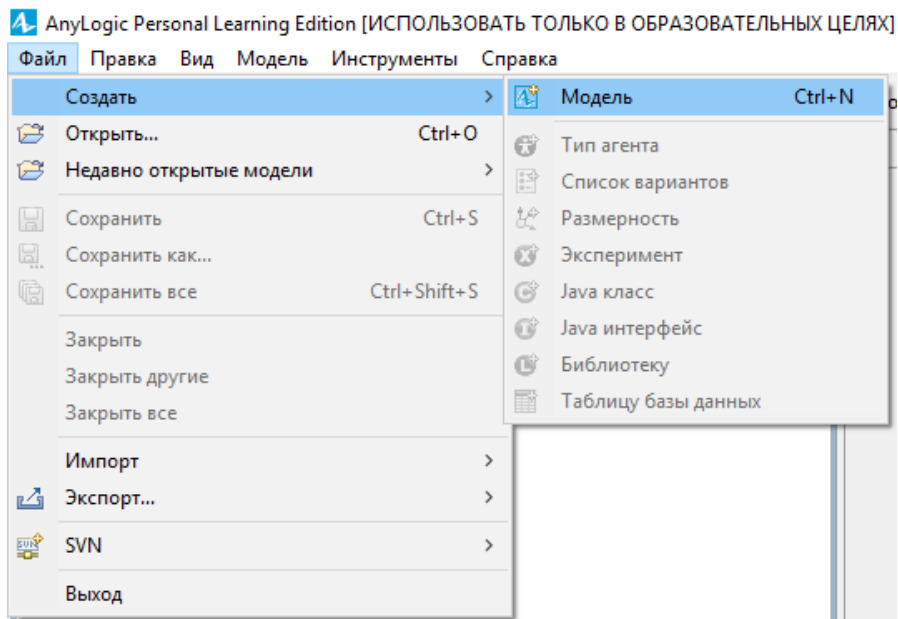 AnyLogic Personal Learning Edition [ИСПОЛЬЗОВАТЬ ТОЛЬКО В ОБРАЗОВАТЕЛЬНЫХ ЦЕЛЯХ]
Файл Правка Вид Модель Инструменты Справка
Создать >
Открыть... Ctrl+O
Недавно открытые модели >
Сохранить Ctrl+S
Сохранить как...
Сохранить все Ctrl+Shift+S
Закрыть
Закрыть другие
Закрыть все
Импорт >
Экспорт... >
SVN >
Выход
Модель Ctrl+N
Тип агента
Список вариантов
Размерность
Эксперимент
Java класс
Java интерфейс
Библиотеку
Таблицу базы данных